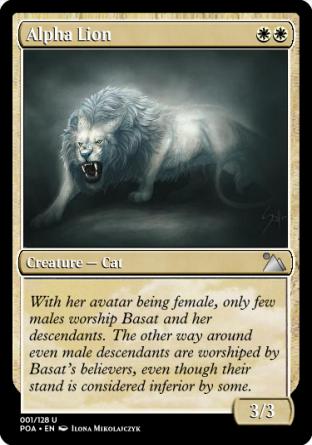 Alpha Lion
Creature — Cat
With her avatar being female, only few
males worship Basat and her
descendants. The other way around
even male descendants are worshiped by
Basat's believers, even though their
stand is considered inferior by some.
3/3
001/128 U
POA • EN Ilona Mikolajczyk